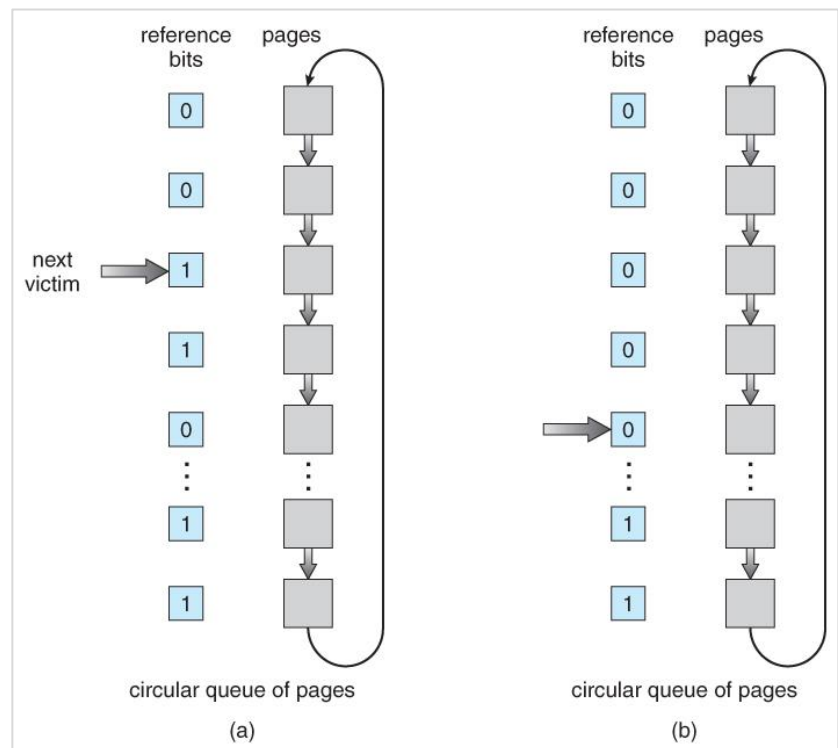 reference pages
bits
0
0
next
victim
1
1
0
1
1
circular queue of pages
(a)
reference pages
bits
0
0
0
0
0
1
1
circular queue of pages
(b)